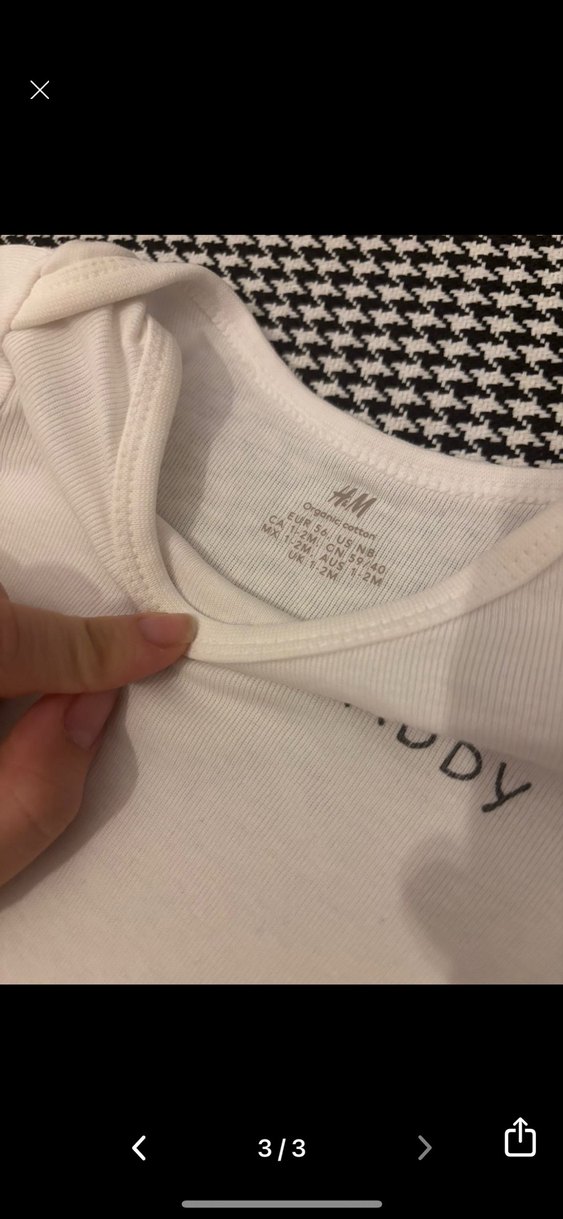 H&M
Organic cotton
EUR 56, US NB,
CA 1-2M, CN 59/40
MX 1-2M, AUS 1-2M
UK 1-2M
3/3